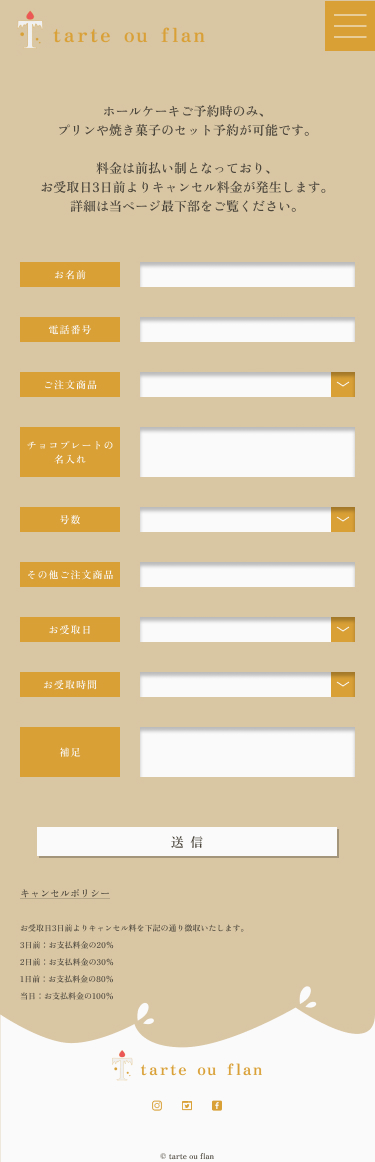 tarte ou flan
ホールケーキご予約時のみ、
プリンや焼き菓子のセット予約が可能です。
料金は前払い制となっており、
お受取日3日前よりキャンセル料金が発生します。
詳細は当ページ最下部をご覧ください。
お名前
電話番号
ご注文商品
チョコプレートの
名入れ
号数
その他ご注文商品
お受取日
お受取時間
補足
送信
キャンセルポリシー
お受取日3日前よりキャンセル料を下記の通り徴収いたします。
3日前：お支払料金の20%
2日前：お支払料金の30%
1日前：お支払料金の80%
当日：お支払料金の100%
tarte ou flan
© tarte ou flan